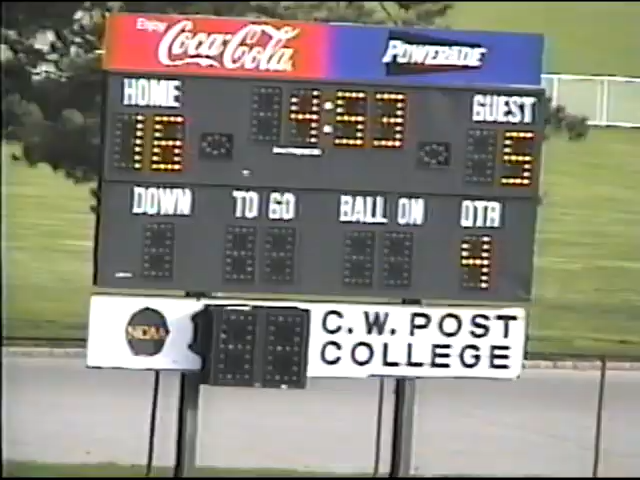 Enjoy
Coca-Cola POWERADE
HOME 4:53 GUEST
16 5
DOWN TO GO BALL ON QTR
4
NCAA C.W. POST
COLLEGE